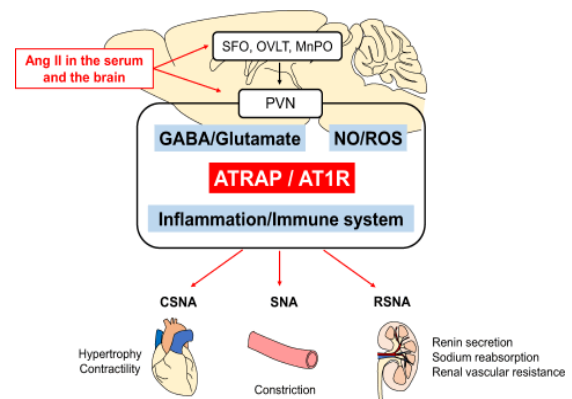 SFO, OVLT, MnPO
Ang II in the serum
and the brain
PVN
GABA/Glutamate
NO/ROS
ATRAP / AT1R
Inflammation/Immune system
CSNA
SNA
RSNA
Hypertrophy
Contractility
Constriction
Renin secretion
Sodium reabsorption
Renal vascular resistance